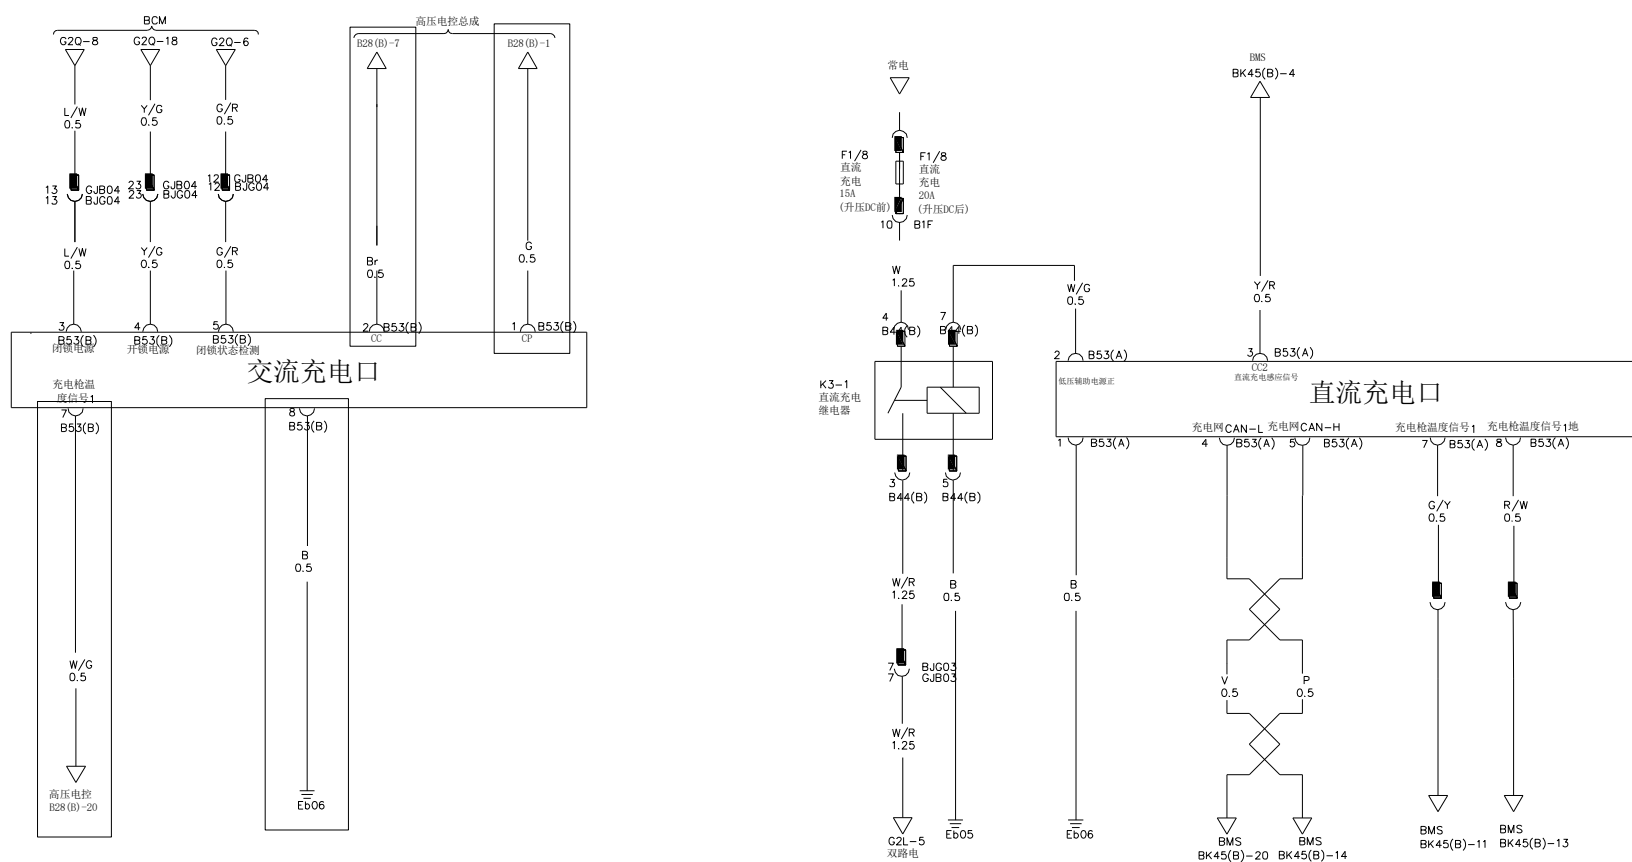 BCM
高压电控总成
G2Q-8 G2Q-18 G2Q-6
B28(B)-7 B28(B)-1
L/W
0.5
Y/G
0.5
G/R
0.5
13 GJB04
13 BJG04
23 GJB04
23 BJG04
12 GJB04
12 BJG04
L/W
0.5
Y/G
0.5
G/R
0.5
Br
0.5
G
0.5
3 B53(B)
闭锁电源
4 B53(B)
开锁电源
5 B53(B)
闭锁状态检测
2 B53(B)
CC
1 B53(B)
CP
交流充电口
充电枪温
度信号1
7
B53(B)
8
B53(B)
B
0.5
W/G
0.5
高压电控
B28(B)-20
Eb06
常电
F1/8
直流
充电
15A
(升压DC前)
F1/8
直流
充电
20A
(升压DC后)
10 B1F
W
1.25
4
B44(B)
7
B44(B)
W/G
0.5
K3-1
直流充电
继电器
3
B44(B)
5
B44(B)
W/R
1.25
B
0.5
7 BJG03
7 GJB03
W/R
1.25
G2L-5
双路电
Eb05
BMS
BK45(B)-4
Y/R
0.5
2 B53(A)
低压辅助电源正
3 B53(A)
CC2
直流充电感应信号
直流充电口
充电网CAN-L 充电网CAN-H 充电枪温度信号1 充电枪温度信号1地
1 B53(A)
4 B53(A)
5 B53(A)
7 B53(A)
8 B53(A)
G/Y
0.5
R/W
0.5
B
0.5
V
0.5
P
0.5
Eb06
BMS
BK45(B)-20
BMS
BK45(B)-14
BMS
BK45(B)-11
BMS
BK45(B)-13